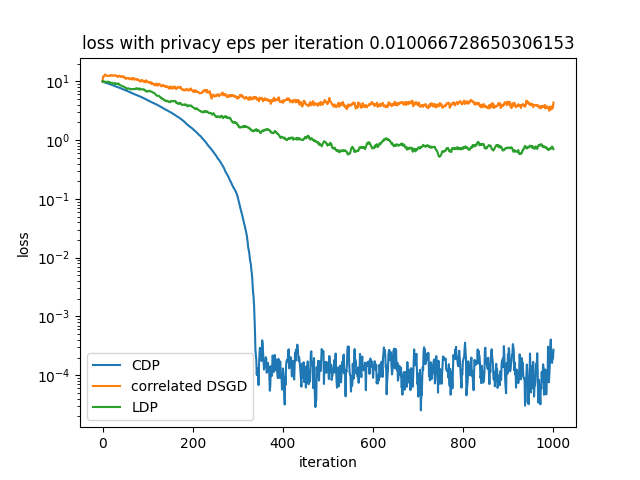 loss with privacy eps per iteration 0.010066728650306153
loss
10^1
10^0
10^-1
10^-2
10^-3
10^-4
CDP
correlated DSGD
LDP
0 200 400 600 800 1000
iteration